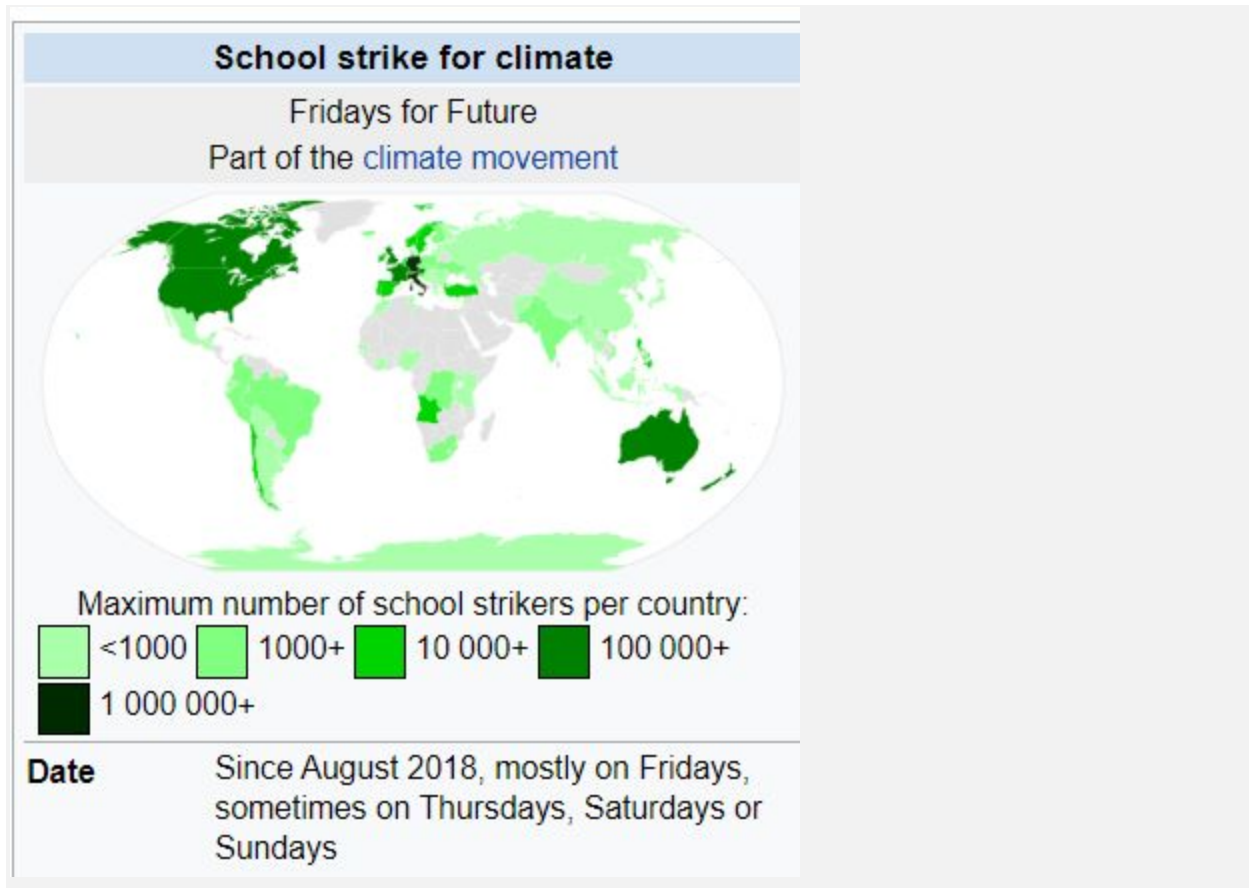 School strike for climate
Fridays for Future
Part of the climate movement
Maximum number of school strikers per country:
<1000 1000+ 10 000+ 100 000+
1 000 000+
Date Since August 2018, mostly on Fridays,
sometimes on Thursdays, Saturdays or
Sundays